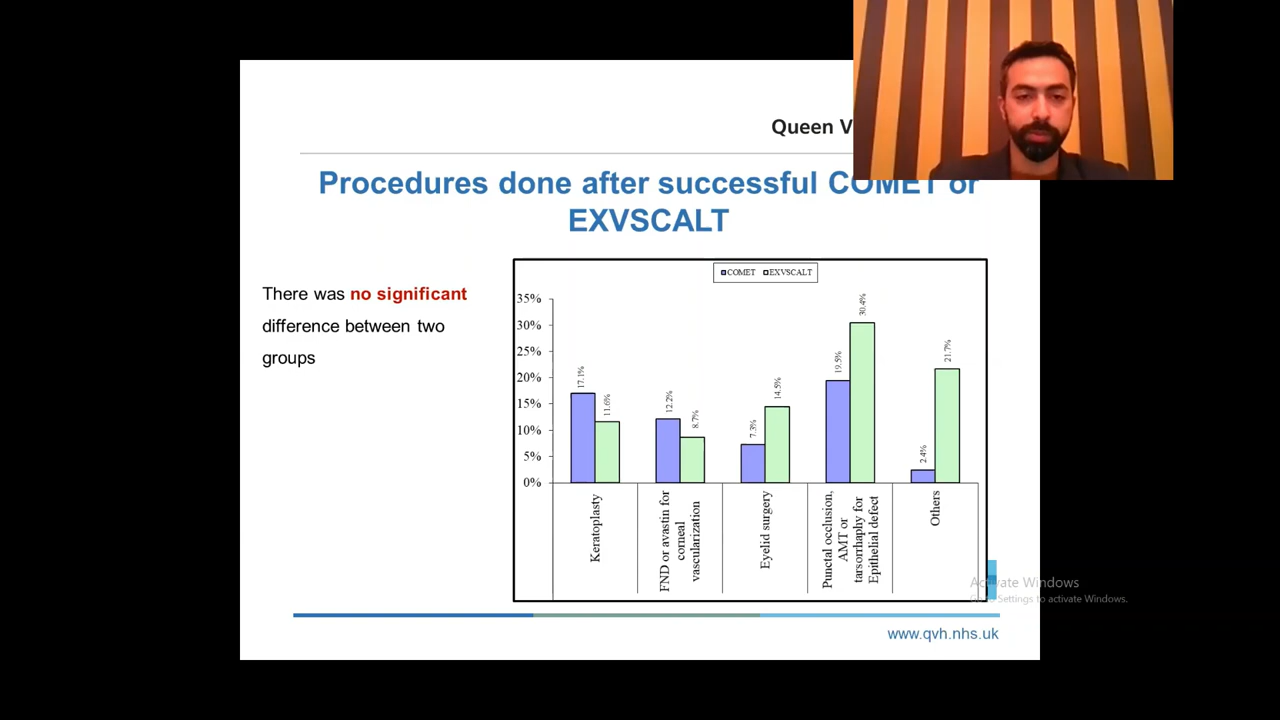 Queen V
Procedures done after successful COMET or
EXVSCALT
There was no significant
difference between two
groups
COMET EXVSCALT
35%
30%
25%
20%
15%
10%
5%
0%
17.1%
11.6%
12.2%
8.7%
7.3%
14.5%
19.5%
30.4%
2.4%
21.7%
Keratoplasty
FND or avastin for
corneal
vascularization
Eyelid surgery
Punctal occlusion,
AMT or
tarsorrhaphy for
Epithelial defect
Others
Activate Windows
Go to Settings to activate Windows.
www.qvh.nhs.uk